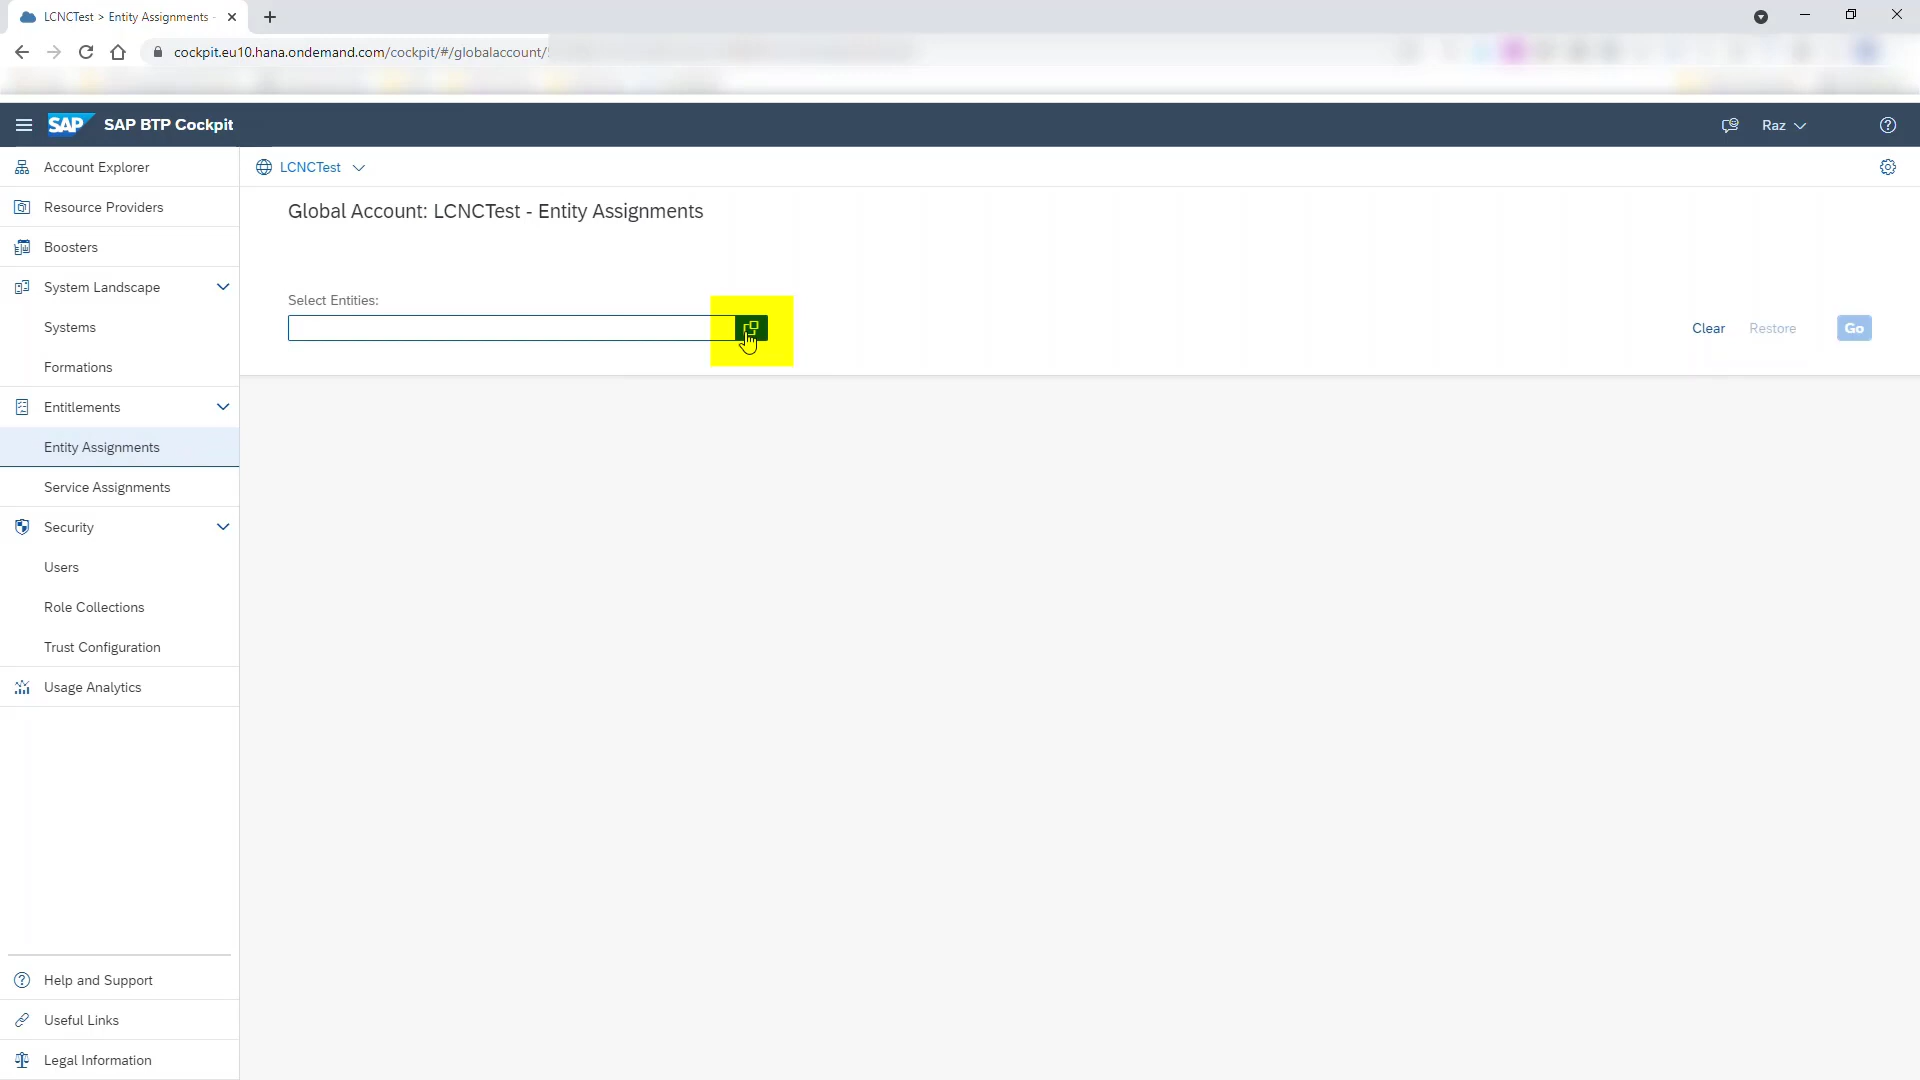 LCNCTest > Entity Assignments -
cockpit.eu10.hana.ondemand.com/cockpit/#/globalaccount/
SAP SAP BTP Cockpit
Raz
Account Explorer
LCNCTest
Resource Providers
Global Account: LCNCTest - Entity Assignments
Boosters
System Landscape
Select Entities:
Systems
Clear
Restore
Go
Formations
Entitlements
Entity Assignments
Service Assignments
Security
Users
Role Collections
Trust Configuration
Usage Analytics
Help and Support
Useful Links
Legal Information